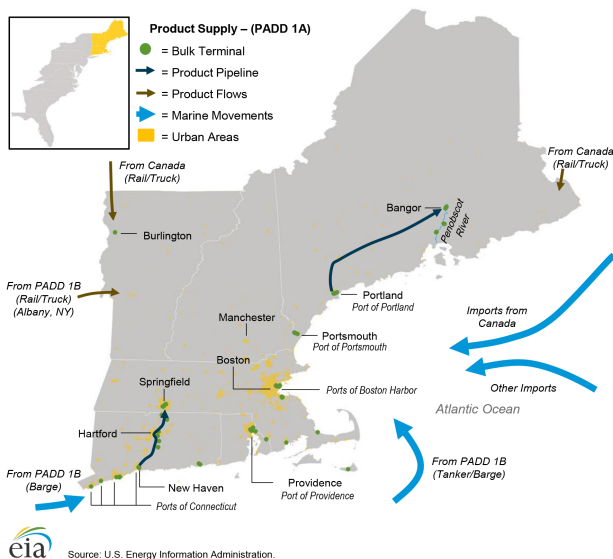 Product Supply – (PADD 1A)
= Bulk Terminal
= Product Pipeline
= Product Flows
= Marine Movements
= Urban Areas
From Canada
(Rail/Truck)
From Canada
(Rail/Truck)
Bangor
Penobscot
River
Burlington
From PADD 1B
(Rail/Truck)
(Albany, NY)
Portland
Port of Portland
Imports from
Canada
Manchester
Portsmouth
Port of Portsmouth
Boston
Springfield
Ports of Boston Harbor
Other Imports
Atlantic Ocean
Hartford
From PADD 1B
(Barge)
New Haven
Ports of Connecticut
Providence
Port of Providence
From PADD 1B
(Tanker/Barge)
eia
Source: U.S. Energy Information Administration.